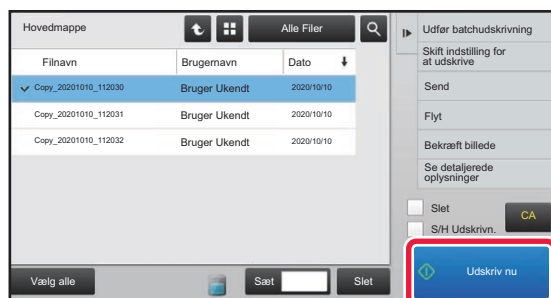 Hovedmappe
Alle Filer
Filnavn Brugernavn Dato
Copy_20201010_112030 Bruger Ukendt 2020/10/10
Copy_20201010_112031 Bruger Ukendt 2020/10/10
Copy_20201010_112032 Bruger Ukendt 2020/10/10
Vælg alle
Sæt
Slet
Udfør batchudskrivning
Skift indstilling for
at udskrive
Send
Flyt
Bekræft billede
Se detaljerede
oplysninger
Slet
S/H Udskrivn.
CA
Udskriv nu